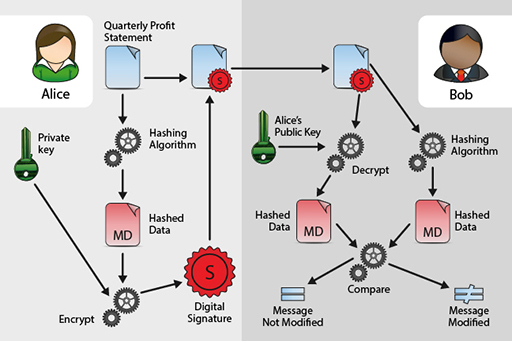 Alice
Quarterly Profit
Statement
S
Private
key
Hashing
Algorithm
MD
Hashed
Data
Encrypt
S
Digital
Signature
Bob
S
Alice's
Public Key
Decrypt
Hashing
Algorithm
Hashed
Data
MD
MD
Hashed
Data
Compare
Message
Not Modified
Message
Modified